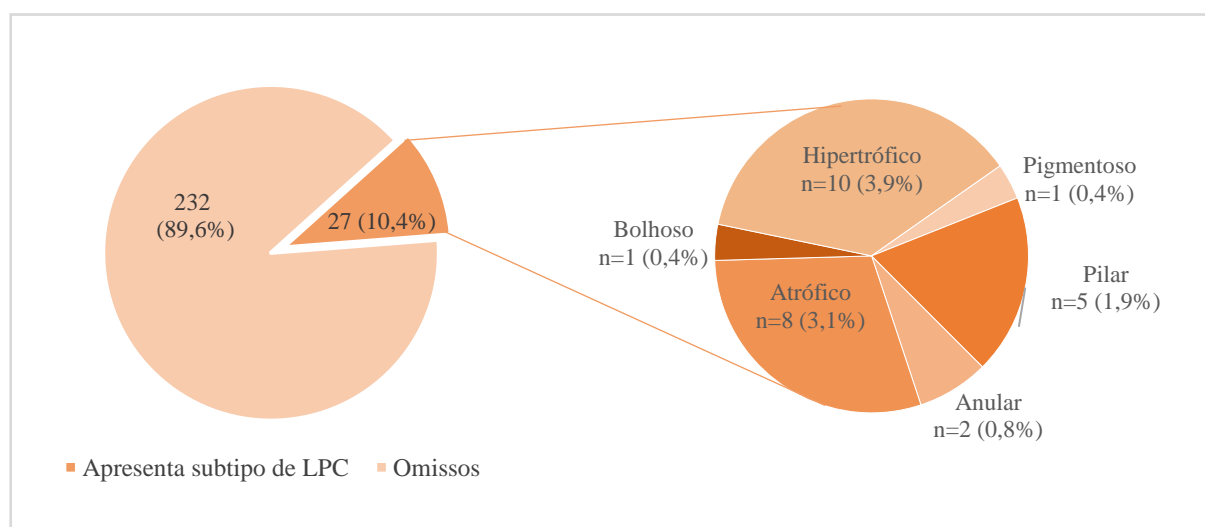 232
(89,6%)
27 (10,4%)
Hipertrófico
n=10 (3,9%)
Pigmentoso
n=1 (0,4%)
Bolhoso
n=1 (0,4%)
Pilar
n=5 (1,9%)
Atrófico
n=8 (3,1%)
Anular
n=2 (0,8%)
Apresenta subtipo de LPC
Omissos